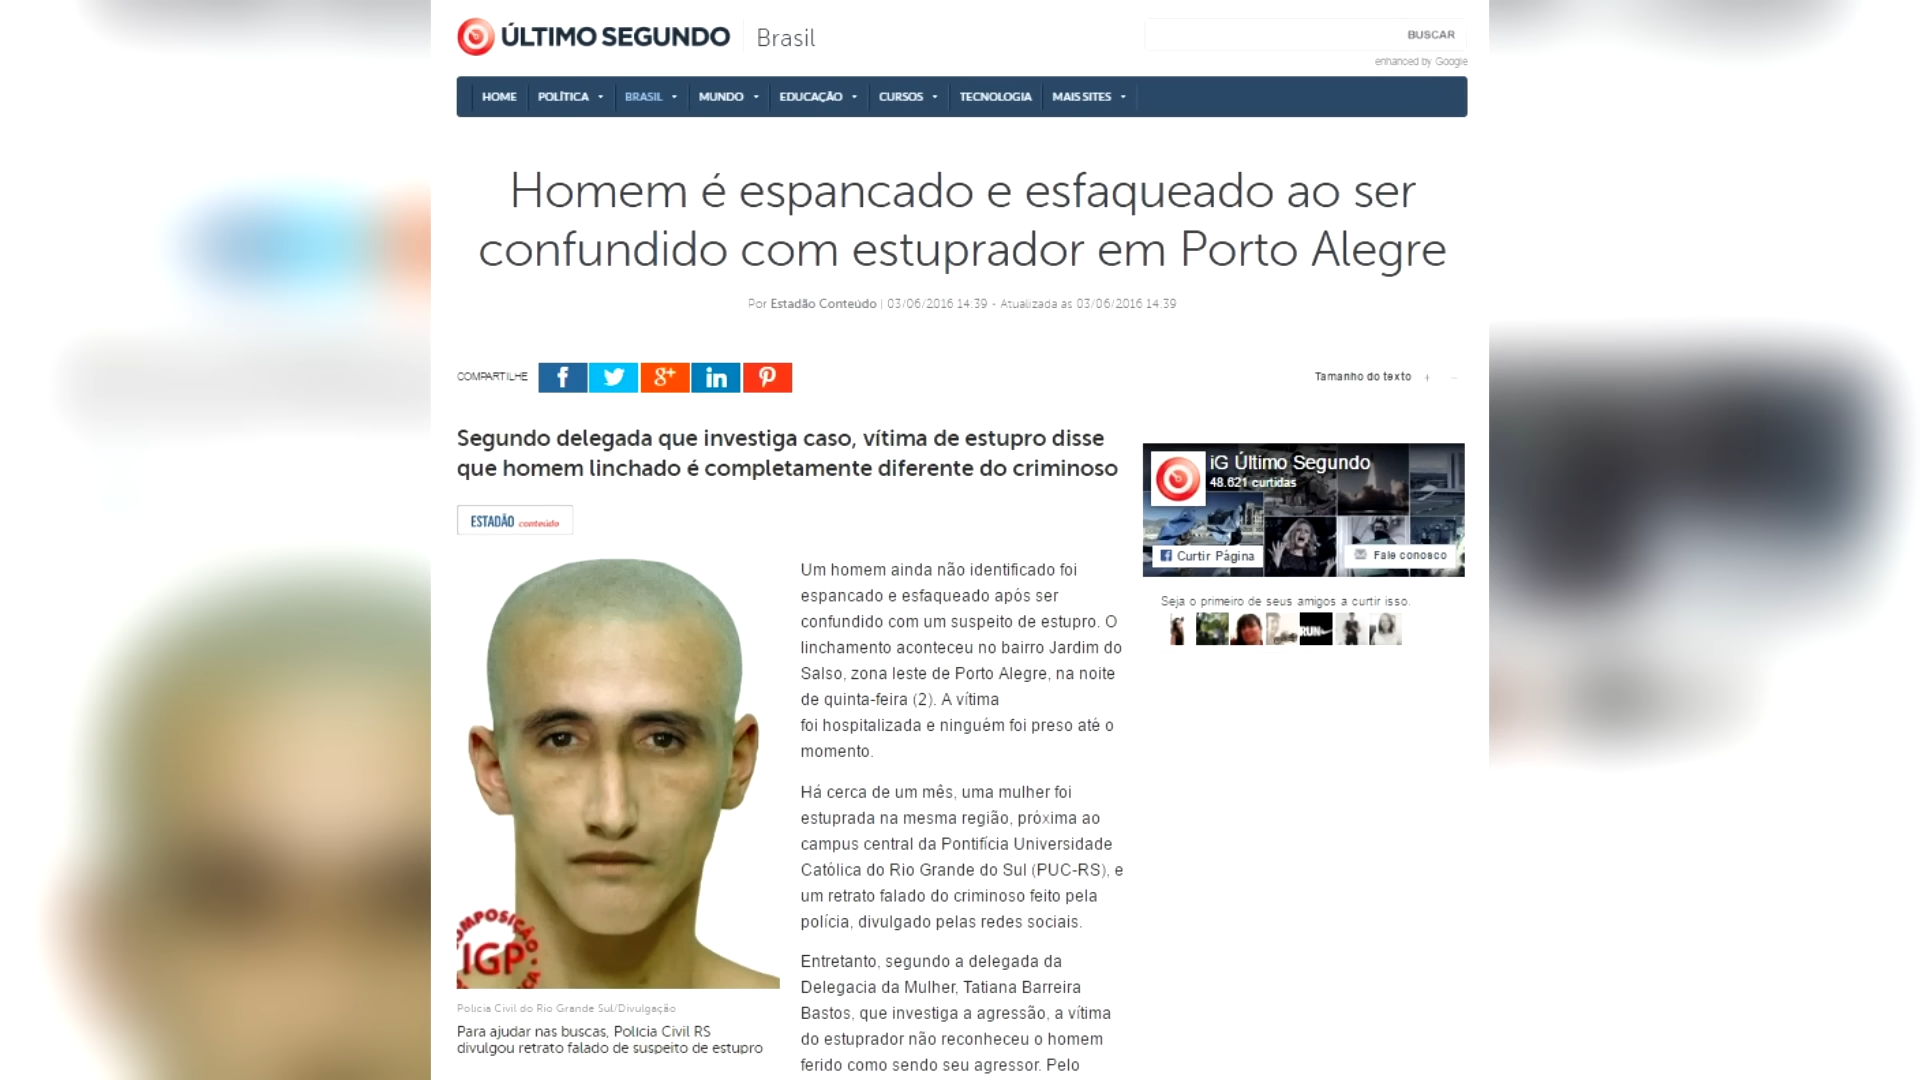 ÚLTIMO SEGUNDO Brasil
BUSCAR
enhanced by Google
HOME POLÍTICA BRASIL MUNDO EDUCAÇÃO CURSOS TECNOLOGIA MAIS SITES
Homem é espancado e esfaqueado ao ser
confundido com estuprador em Porto Alegre
Por Estadão Conteúdo | 03/06/2016 14:39 - Atualizada às 03/06/2016 14:39
COMPARTILHE
Tamanho do texto + –
Segundo delegada que investiga caso, vítima de estupro disse
que homem linchado é completamente diferente do criminoso
ESTADÃO conteúdo
iG Último Segundo
48.621 curtidas
Curtir Página
Fale conosco
Seja o primeiro de seus amigos a curtir isso.
RUN
Um homem ainda não identificado foi
espancado e esfaqueado após ser
confundido com um suspeito de estupro. O
linchamento aconteceu no bairro Jardim do
Salso, zona leste de Porto Alegre, na noite
de quinta-feira (2). A vítima
foi hospitalizada e ninguém foi preso até o
momento.
Há cerca de um mês, uma mulher foi
estuprada na mesma região, próxima ao
campus central da Pontifícia Universidade
Católica do Rio Grande do Sul (PUC-RS), e
um retrato falado do criminoso feito pela
polícia, divulgado pelas redes sociais.
Entretanto, segundo a delegada da
Delegacia da Mulher, Tatiana Barreira
Bastos, que investiga a agressão, a vítima
do estuprador não reconheceu o homem
ferido como sendo seu agressor. Pelo
IGP
Polícia Civil do Rio Grande Sul/Divulgação
Para ajudar nas buscas, Polícia Civil RS
divulgou retrato falado de suspeito de estupro